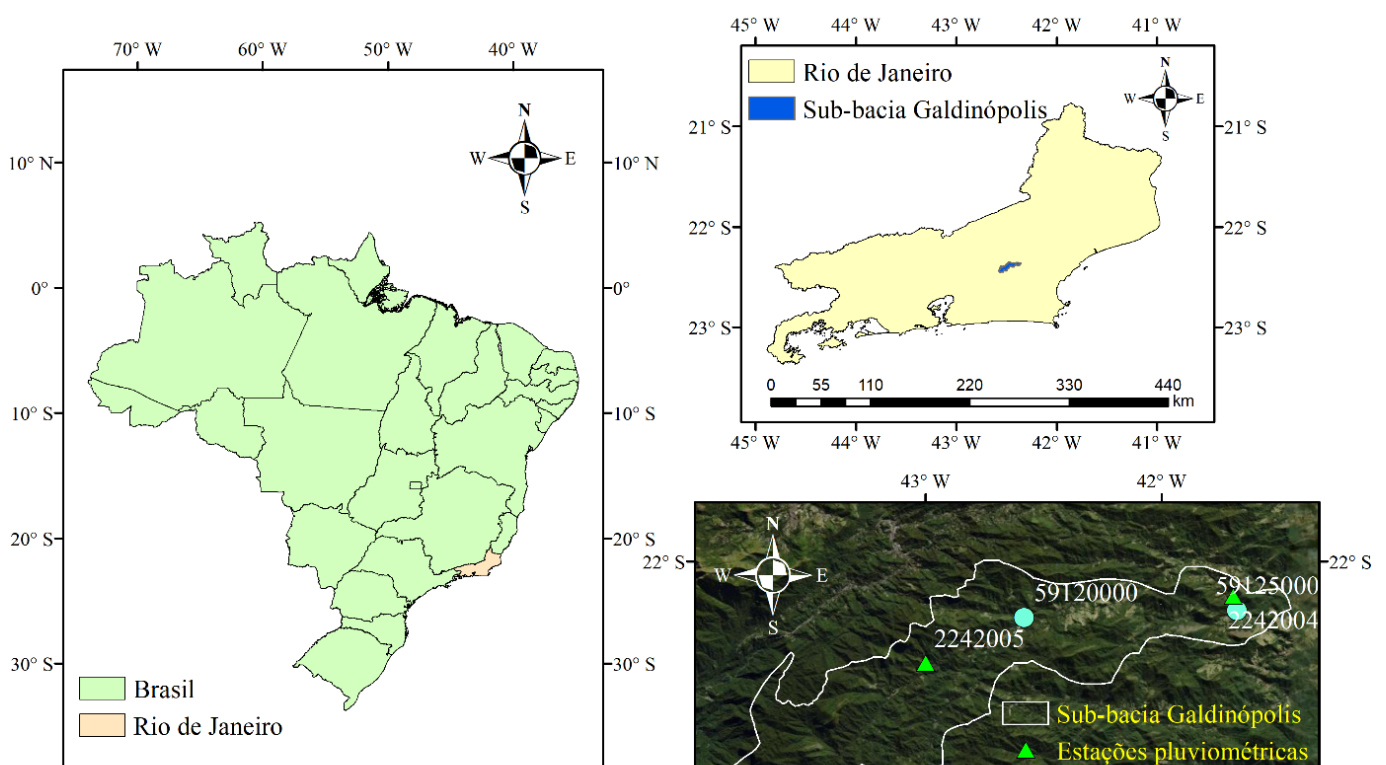 70° W 60° W 50° W 40° W
10° N 10° N
0° 0°
10° S 10° S
20° S 20° S
30° S 30° S
N
W E
S
Brasil
Rio de Janeiro
45° W 44° W 43° W 42° W 41° W
Rio de Janeiro
Sub-bacia Galdinópolis
N
W E
S
21° S 21° S
22° S 22° S
23° S 23° S
0 55 110 220 330 440
km
45° W 44° W 43° W 42° W 41° W
43° W 42° W
22° S 22° S
N
W E
S
59120000
59125000
2242004
2242005
Sub-bacia Galdinópolis
Estações pluviométricas